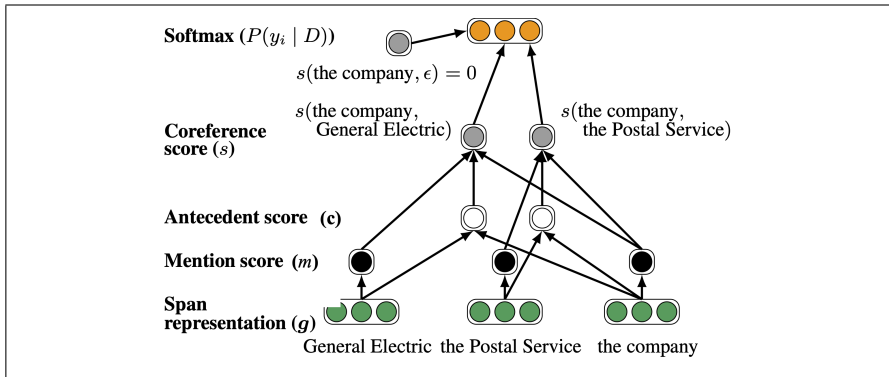 Softmax (P(y_i | D))
s(the company, ϵ) = 0
s(the company,
General Electric)
s(the company,
the Postal Service)
Coreference
score (s)
Antecedent score (c)
Mention score (m)
Span
representation (g)
General Electric the Postal Service the company